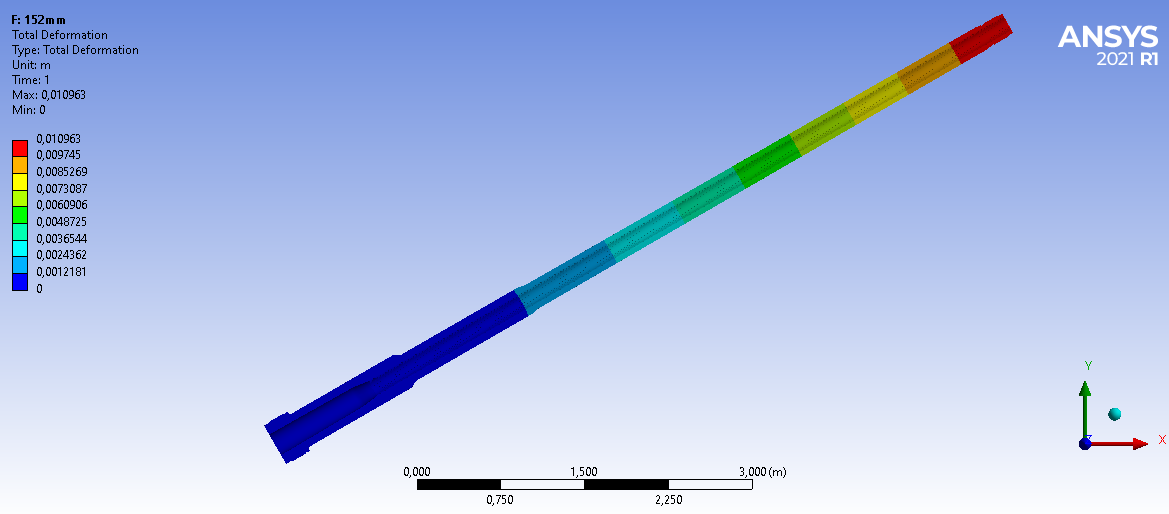 F: 152mm
Total Deformation
Type: Total Deformation
Unit: m
Time: 1
Max: 0,010963
Min: 0
0,010963
0,009745
0,0085269
0,0073087
0,0060906
0,0048725
0,0036544
0,0024362
0,0012181
0
ANSYS
2021 R1
Y
X
Z
0,000
1,500
3,000 (m)
0,750
2,250